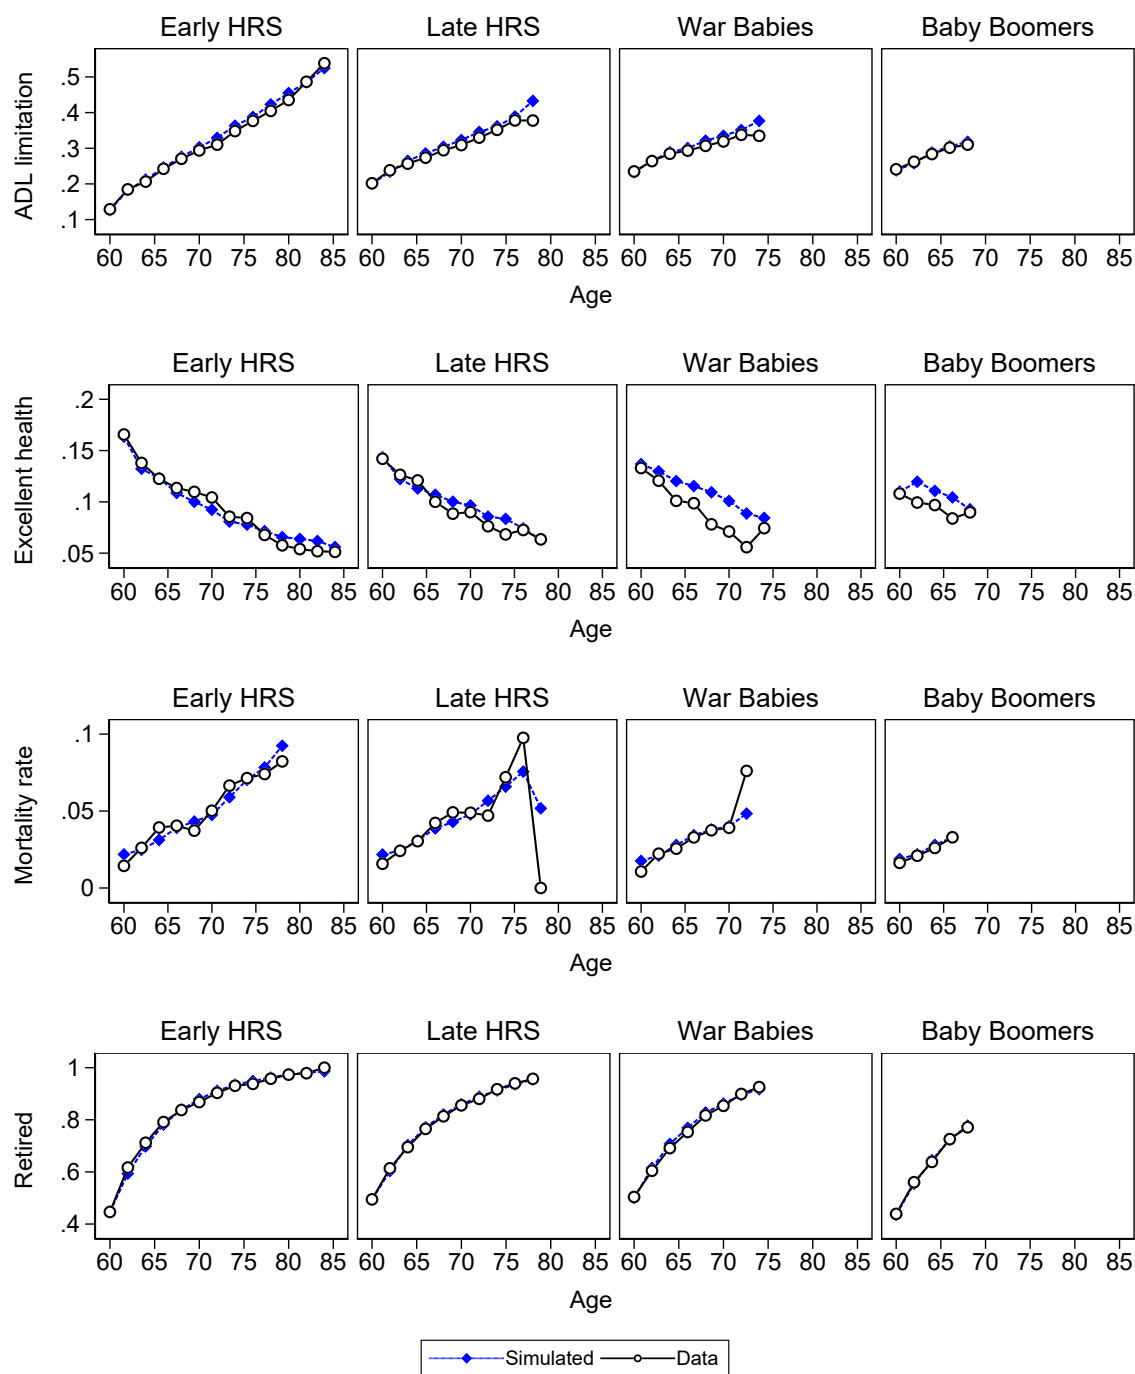 Early HRS Late HRS War Babies Baby Boomers
ADL limitation
.5
.4
.3
.2
.1
60 65 70 75 80 85 60 65 70 75 80 85 60 65 70 75 80 85 60 65 70 75 80 85
Age
Early HRS Late HRS War Babies Baby Boomers
Excellent health
.2
.15
.1
.05
60 65 70 75 80 85 60 65 70 75 80 85 60 65 70 75 80 85 60 65 70 75 80 85
Age
Early HRS Late HRS War Babies Baby Boomers
Mortality rate
.1
.05
0
60 65 70 75 80 85 60 65 70 75 80 85 60 65 70 75 80 85 60 65 70 75 80 85
Age
Early HRS Late HRS War Babies Baby Boomers
Retired
1
.8
.6
.4
60 65 70 75 80 85 60 65 70 75 80 85 60 65 70 75 80 85 60 65 70 75 80 85
Age
Simulated Data